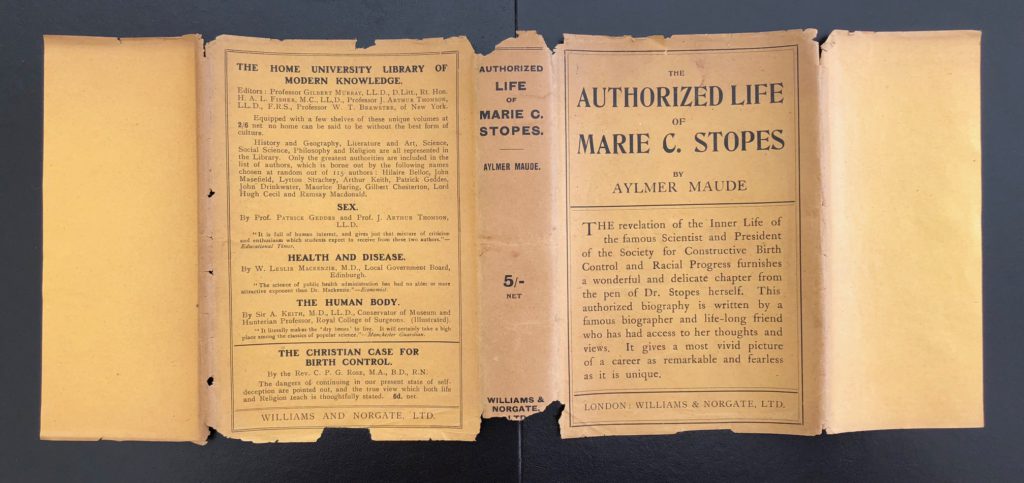 THE HOME UNIVERSITY LIBRARY OF
MODERN KNOWLEDGE.
Editors: Professor GILBERT MURRAY, LL.D., D.Litt., Rt. Hon.
H. A. L. FISHER, M.C., LL.D., Professor J. ARTHUR THOMSON,
LL.D., F.R.S., Professor W. T. BREWSTER, of New York.
Equipped with a few shelves of these unique volumes at
2/6 net no home can be said to be without the best form of
culture.
History and Geography, Literature and Art, Science,
Social Science, Philosophy and Religion are all represented
in the Library. Only the greatest authorities are included in the
list of authors, which is borne out by the following names
chosen at random out of 115 authors: Hilaire Belloc, John
Masefield, Lytton Strachey, Arthur Keith, Patrick Geddes,
John Drinkwater, Maurice Baring, Gilbert Chesterton, Lord
Hugh Cecil and Ramsay Macdonald.
SEX.
By Prof. PATRICK GEDDES and Prof. J. ARTHUR THOMSON,
LL.D.
"It is full of human interest, and gives just that mixture of criticism
and enthusiasm which students expect to receive from these two authors."—
Educational Times.
HEALTH AND DISEASE.
By W. LESLIE MACKENZIE, M.D., Local Government Board,
Edinburgh.
"The science of public health administration has had no abler or more
attractive exponent than Dr. Mackenzie."—Economist.
THE HUMAN BODY.
By Sir A. KEITH, M.D., LL.D., Conservator of Museum and
Hunterian Professor, Royal College of Surgeons. (Illustrated).
"It literally makes the 'dry bones' to live. It will certainly take a high
place among the classics of popular science."—Manchester Guardian.
THE CHRISTIAN CASE FOR
BIRTH CONTROL.
By the Rev. C. P. G. ROSE, M.A., B.D., R.N.
The dangers of continuing in our present state of self-
deception are pointed out, and the true view which both life
and Religion teach is thoughtfully stated. 6d. net.
WILLIAMS AND NORGATE, LTD.
AUTHORIZED
LIFE
OF
MARIE C.
STOPES.
AYLMER MAUDE.
5/-
NET
WILLIAMS &
NORGATE,
LTD.
THE
AUTHORIZED LIFE
OF
MARIE C. STOPES
BY
AYLMER MAUDE
THE revelation of the Inner Life of
the famous Scientist and President
of the Society for Constructive Birth
Control and Racial Progress furnishes
a wonderful and delicate chapter from
the pen of Dr. Stopes herself. This
authorized biography is written by a
famous biographer and life-long friend
who has had access to her thoughts and
views. It gives a most vivid picture
of a career as remarkable and fearless
as it is unique.
LONDON: WILLIAMS & NORGATE, LTD.